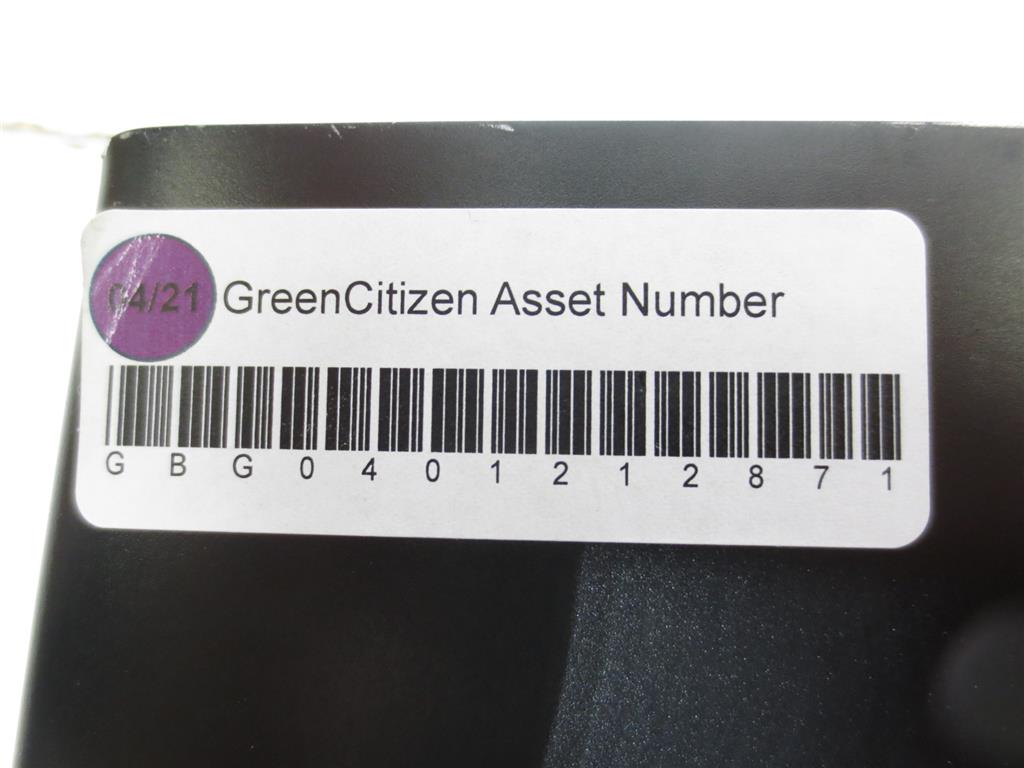 04/21 GreenCitizen Asset Number
G B G 0 4 0 1 2 1 2 8 7 1